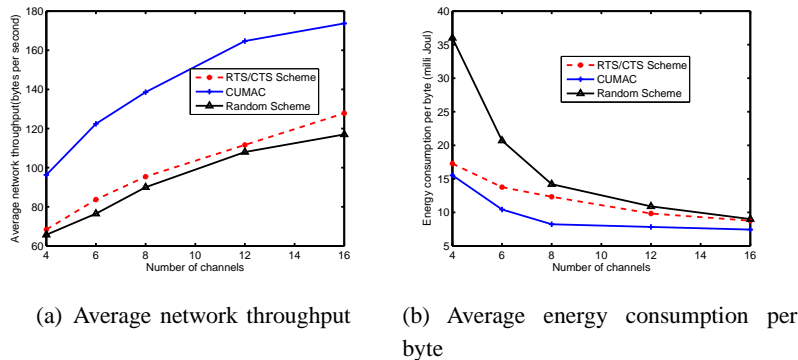 180
160
140
120
100
80
60
4
6
8
10
12
14
16
Average network throughput(bytes per second)
Number of channels
RTS/CTS Scheme
CUMAC
Random Scheme
(a) Average network throughput
40
35
30
25
20
15
10
5
4
6
8
10
12
14
16
Energy consumption per byte (milli Joul)
Number of channels
RTS/CTS Scheme
CUMAC
Random Scheme
(b) Average energy consumption per
byte